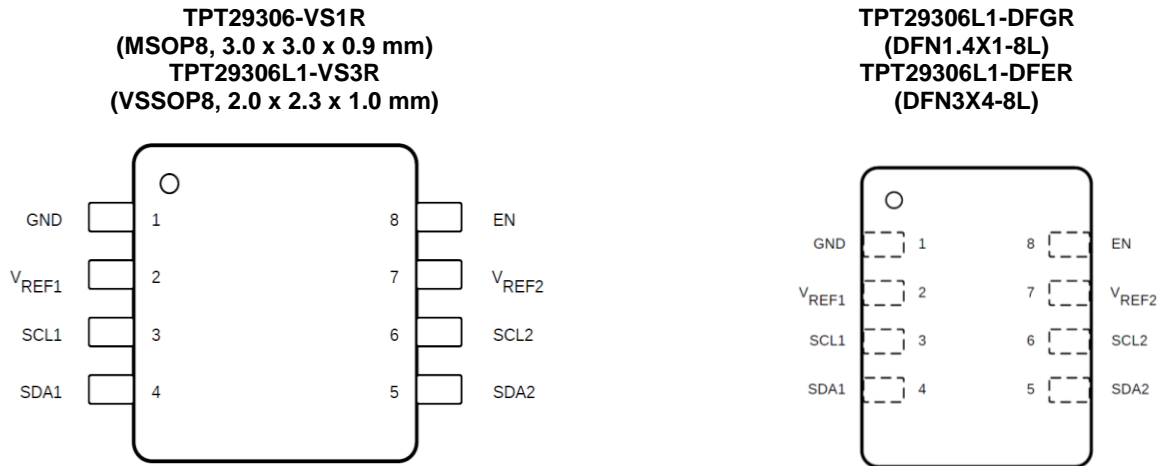 TPT29306-VS1R
(MSOP8, 3.0 x 3.0 x 0.9 mm)
TPT29306L1-VS3R
(VSSOP8, 2.0 x 2.3 x 1.0 mm)
GND 1 8 EN
VREF1 2 7 VREF2
SCL1 3 6 SCL2
SDA1 4 5 SDA2
TPT29306L1-DFGR
(DFN1.4X1-8L)
TPT29306L1-DFER
(DFN3X4-8L)
GND 1 8 EN
VREF1 2 7 VREF2
SCL1 3 6 SCL2
SDA1 4 5 SDA2